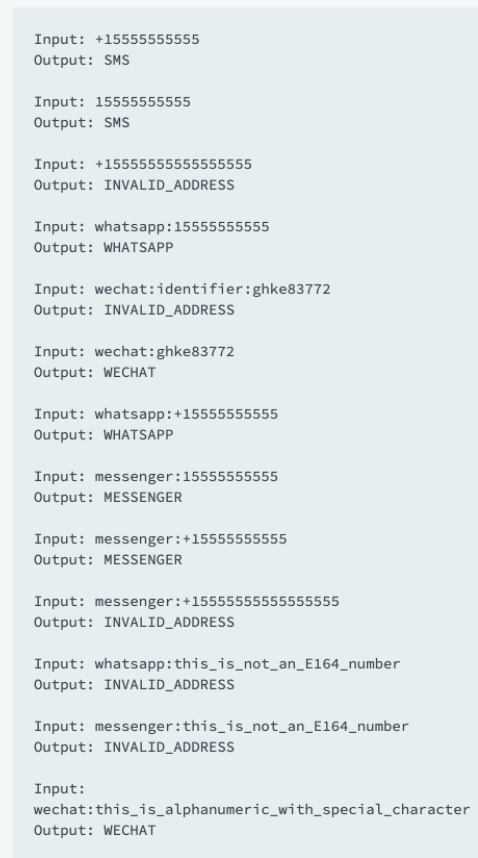 Input: +15555555555
Output: SMS
Input: 15555555555
Output: SMS
Input: +15555555555555555
Output: INVALID_ADDRESS
Input: whatsapp:15555555555
Output: WHATSAPP
Input: wechat:identifier:ghke83772
Output: INVALID_ADDRESS
Input: wechat:ghke83772
Output: WECHAT
Input: whatsapp:+15555555555
Output: WHATSAPP
Input: messenger:15555555555
Output: MESSENGER
Input: messenger:+15555555555
Output: MESSENGER
Input: messenger:+15555555555555555
Output: INVALID_ADDRESS
Input: whatsapp:this_is_not_an_E164_number
Output: INVALID_ADDRESS
Input: messenger:this_is_not_an_E164_number
Output: INVALID_ADDRESS
Input:
wechat:this_is_alphanumeric_with_special_character
Output: WECHAT